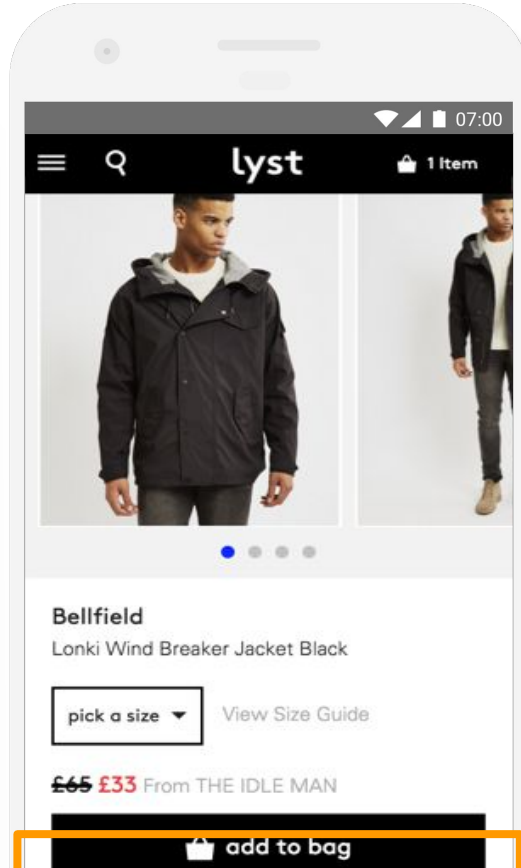 07:00
lyst 1 Item
Bellfield
Lonki Wind Breaker Jacket Black
pick a size View Size Guide
£65 £33 From THE IDLE MAN
add to bag